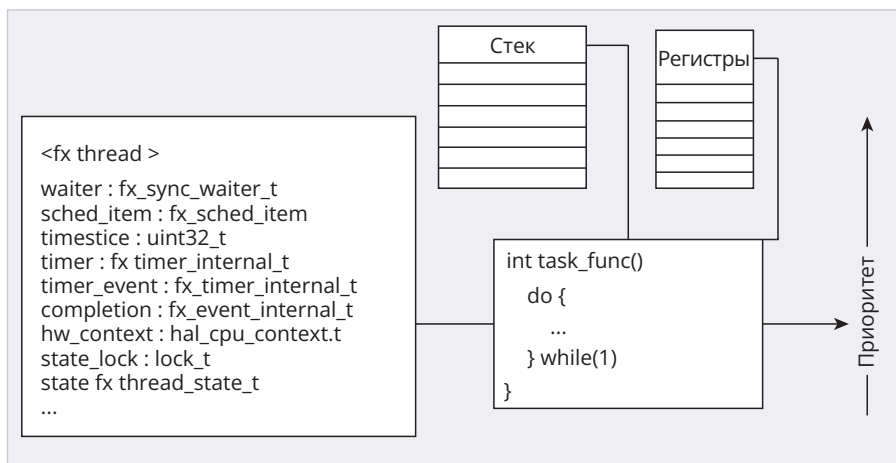 Стек
Регистры
<fx thread >
waiter : fx_sync_waiter_t
sched_item : fx_sched_item
timestice : uint32_t
timer : fx timer_internal_t
timer_event : fx_timer_internal_t
completion : fx_event_internal_t
hw_context : hal_cpu_context.t
state_lock : lock_t
state fx thread_state_t
...
int task_func()
do {
...
} while(1)
}
Приоритет